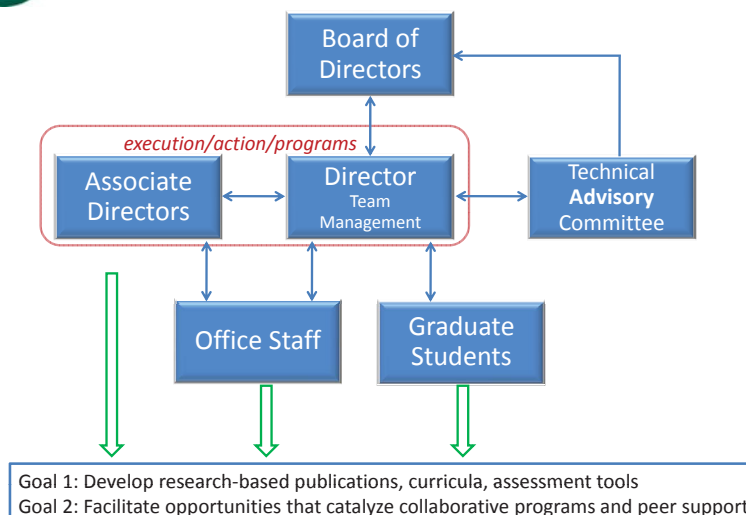 Board of
Directors
execution/action/programs
Associate
Directors
Director
Team
Management
Technical
Advisory
Committee
Office Staff
Graduate
Students
Goal 1: Develop research-based publications, curricula, assessment tools
Goal 2: Facilitate opportunities that catalyze collaborative programs and peer support